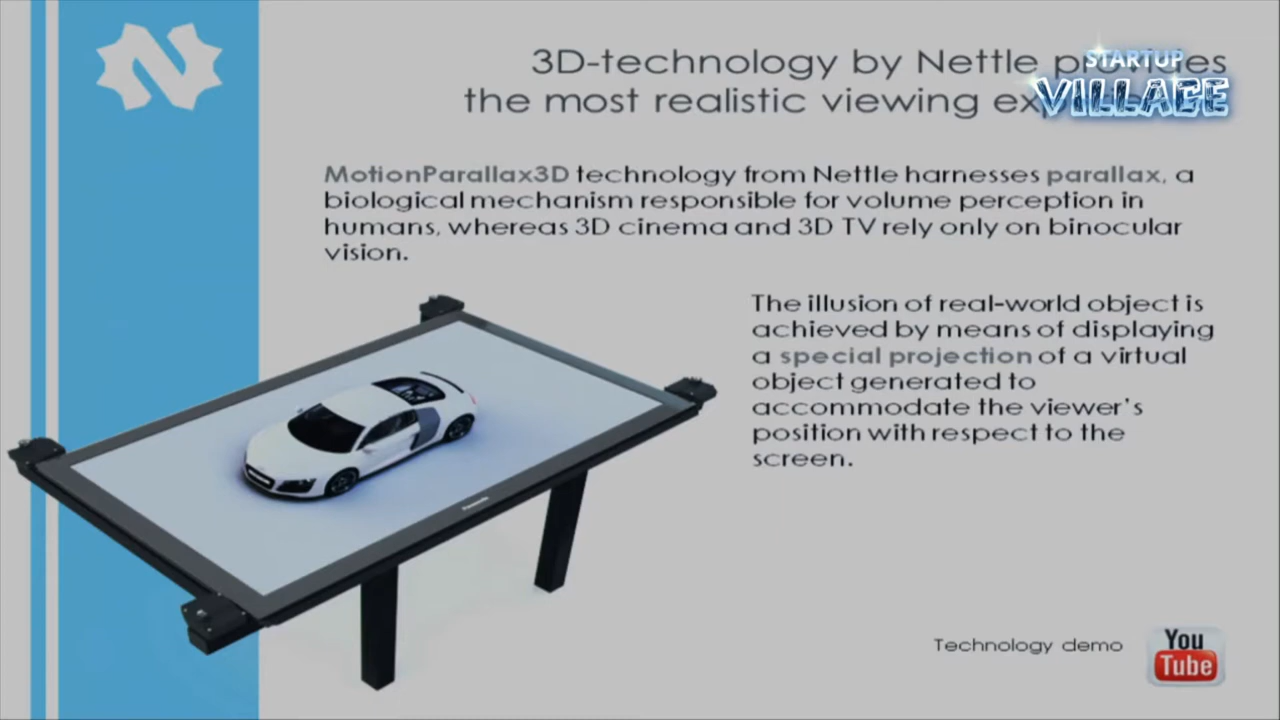 3D-technology by Nettle
the most realistic viewing
STARTUP
VILLAGE
MotionParallax3D technology from Nettle harnesses parallax, a
biological mechanism responsible for volume perception in
humans, whereas 3D cinema and 3D TV rely only on binocular
vision.
The illusion of real-world object is
achieved by means of displaying
a special projection of a virtual
object generated to
accommodate the viewer's
position with respect to the
screen.
Technology demo
You
Tube